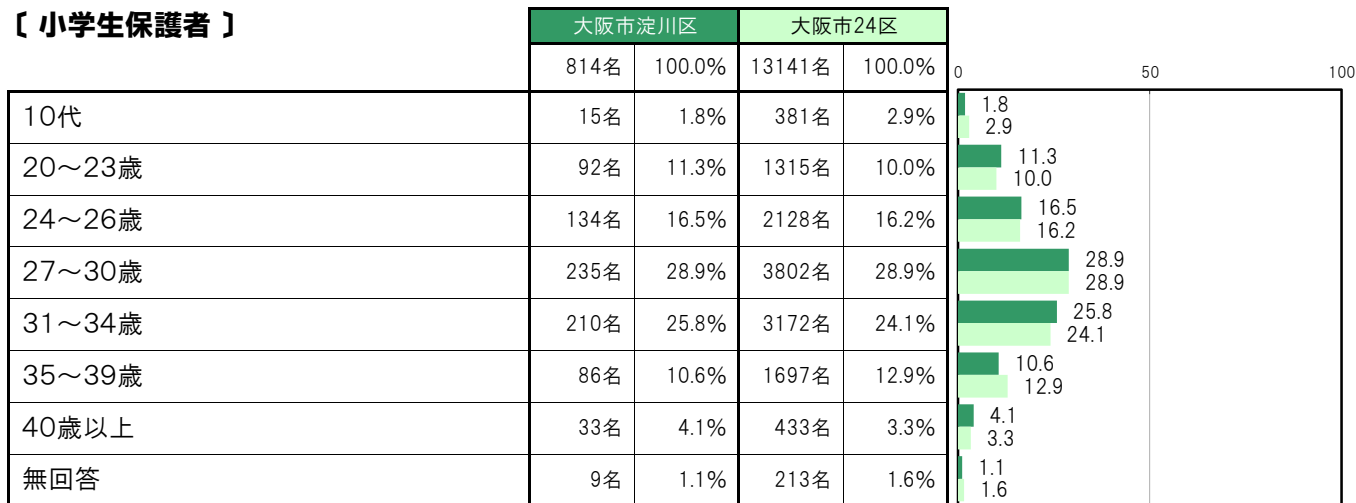 〔 小学生保護者 〕
大阪市淀川区 大阪市24区
814名 100.0% 13141名 100.0% 0 50 100
10代 15名 1.8% 381名 2.9% 1.8
2.9
20～23歳 92名 11.3% 1315名 10.0% 11.3
10.0
24～26歳 134名 16.5% 2128名 16.2% 16.5
16.2
27～30歳 235名 28.9% 3802名 28.9% 28.9
28.9
31～34歳 210名 25.8% 3172名 24.1% 25.8
24.1
35～39歳 86名 10.6% 1697名 12.9% 10.6
12.9
40歳以上 33名 4.1% 433名 3.3% 4.1
3.3
無回答 9名 1.1% 213名 1.6% 1.1
1.6